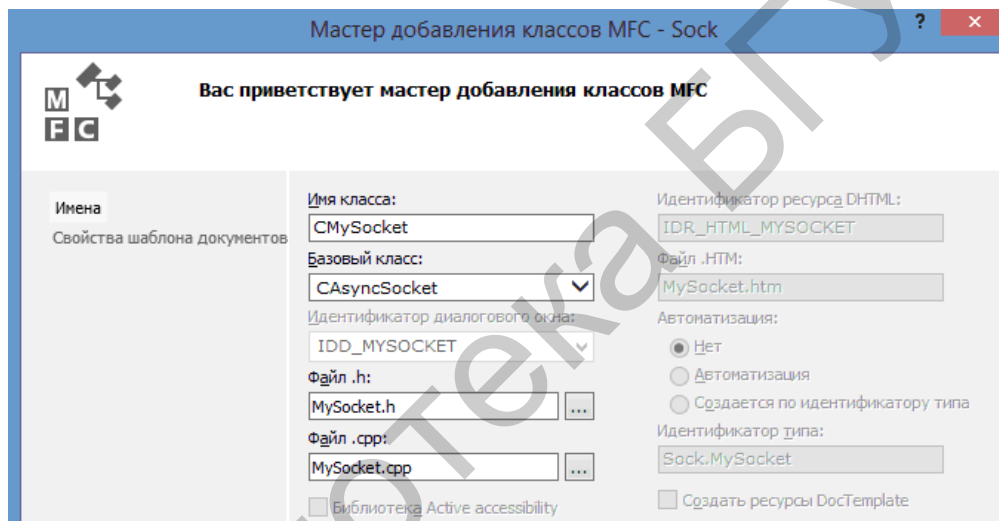 Мастер добавления классов MFC - Sock
?
×
M
F C
Вас приветствует мастер добавления классов MFC
Имена
Свойства шаблона документов
Имя класса:
CMySocket
Базовый класс:
CAsyncSocket
Идентификатор диалогового окна:
IDD_MYSOCKET
Файл .h:
MySocket.h
...
Файл .cpp:
MySocket.cpp
...
Библиотека Active accessibility
Идентификатор ресурса DHTML:
IDR_HTML_MYSOCKET
Файл .HTM:
MySocket.htm
Автоматизация:
Нет
Автоматизация
Создается по идентификатору типа
Идентификатор типа:
Sock.MySocket
Создать ресурсы DocTemplate
отека БГУ